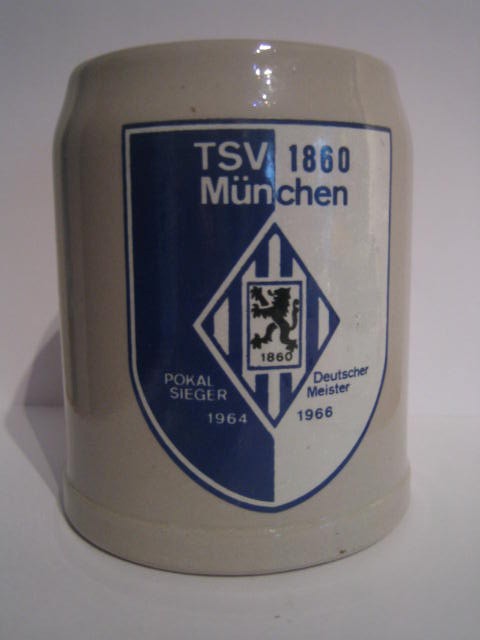 TSV 1860
München
1860
POKAL
SIEGER
1964
Deutscher
Meister
1966